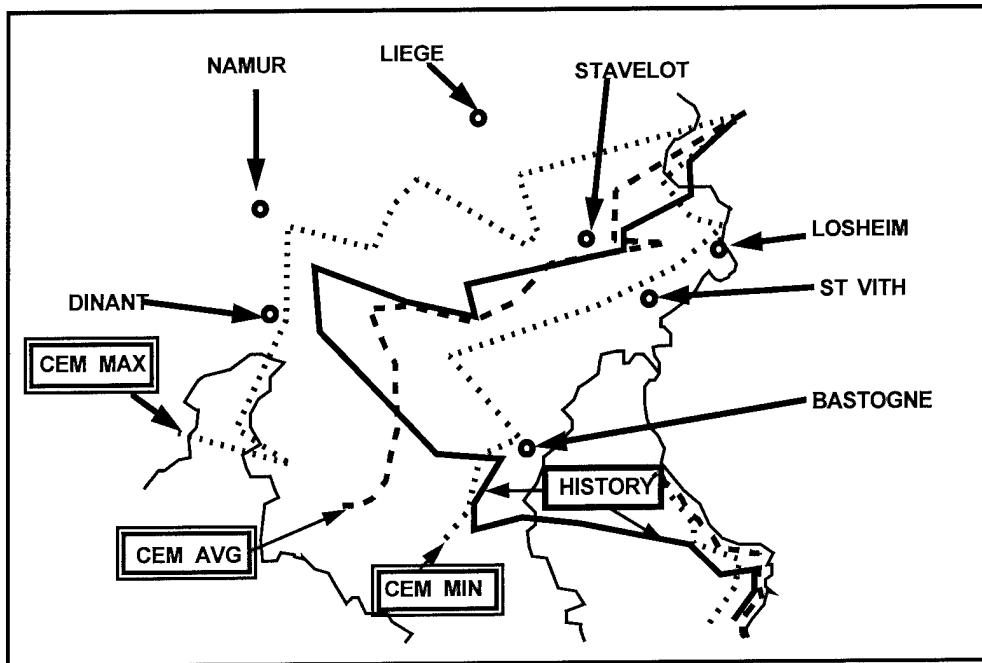 LIEGE
NAMUR
STAVELOT
LOSHEIM
ST VITH
DINANT
CEM MAX
BASTOGNE
HISTORY
CEM AVG
CEM MIN